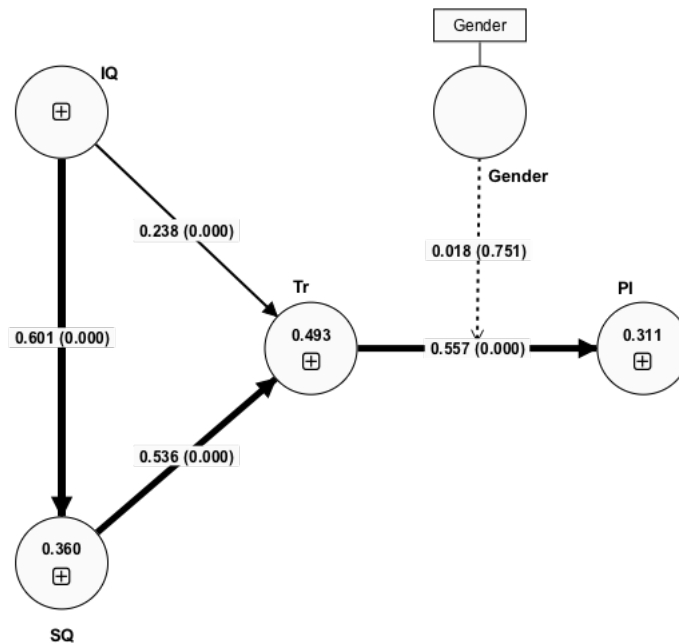 Gender
IQ
Gender
0.238 (0.000)
0.018 (0.751)
Tr
PI
0.493
0.311
0.601 (0.000)
0.557 (0.000)
0.536 (0.000)
0.360
SQ